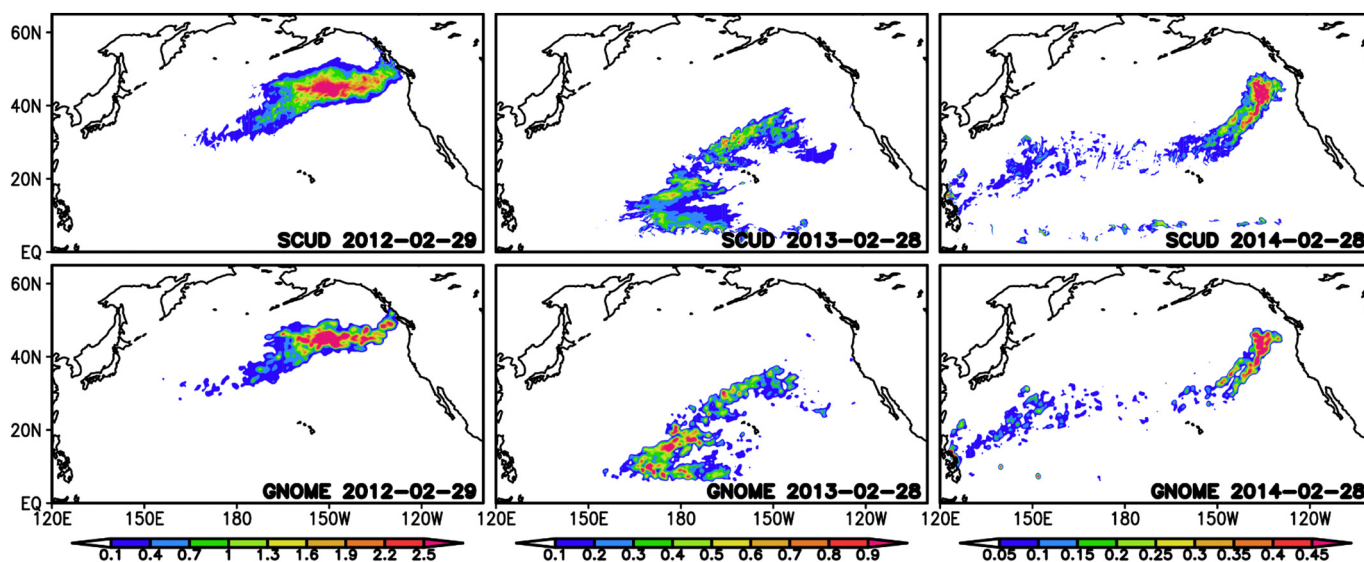 60N
40N
20N
EQ
SCUD 2012-02-29
SCUD 2013-02-28
SCUD 2014-02-28
60N
40N
20N
EQ
GNOME 2012-02-29
GNOME 2013-02-28
GNOME 2014-02-28
120E 150E 180 150W 120W
120E 150E 180 150W 120W
120E 150E 180 150W 120W
0.1 0.4 0.7 1 1.3 1.6 1.9 2.2 2.5
0.1 0.2 0.3 0.4 0.5 0.6 0.7 0.8 0.9
0.05 0.1 0.15 0.2 0.25 0.3 0.35 0.4 0.45